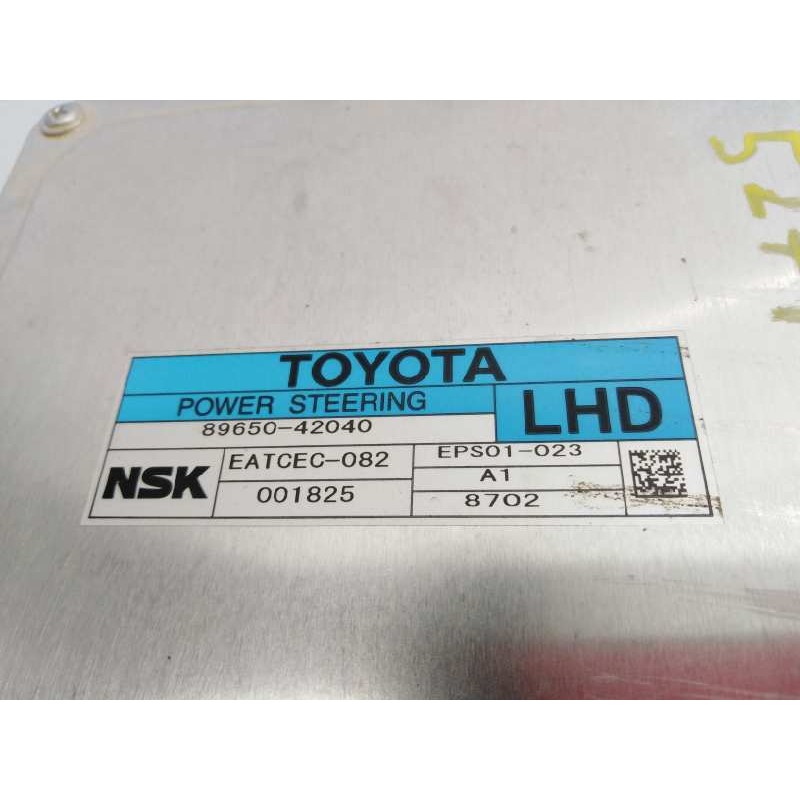 TOYOTA
POWER STEERING
LHD
89650-42040
NSK
EATCEC-082
EPS01-023
A1
001825
8702